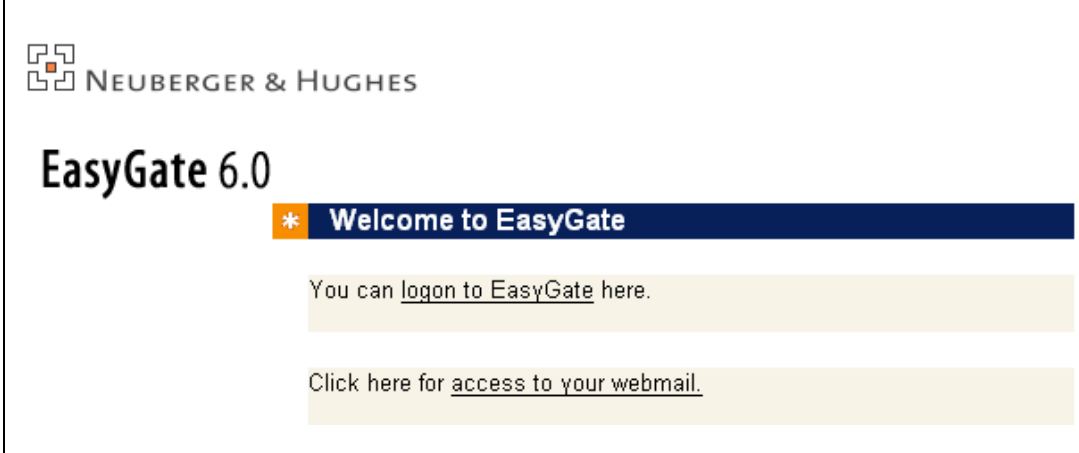 NEUBERGER & HUGHES
EasyGate 6.0
* Welcome to EasyGate
You can logon to EasyGate here.
Click here for access to your webmail.